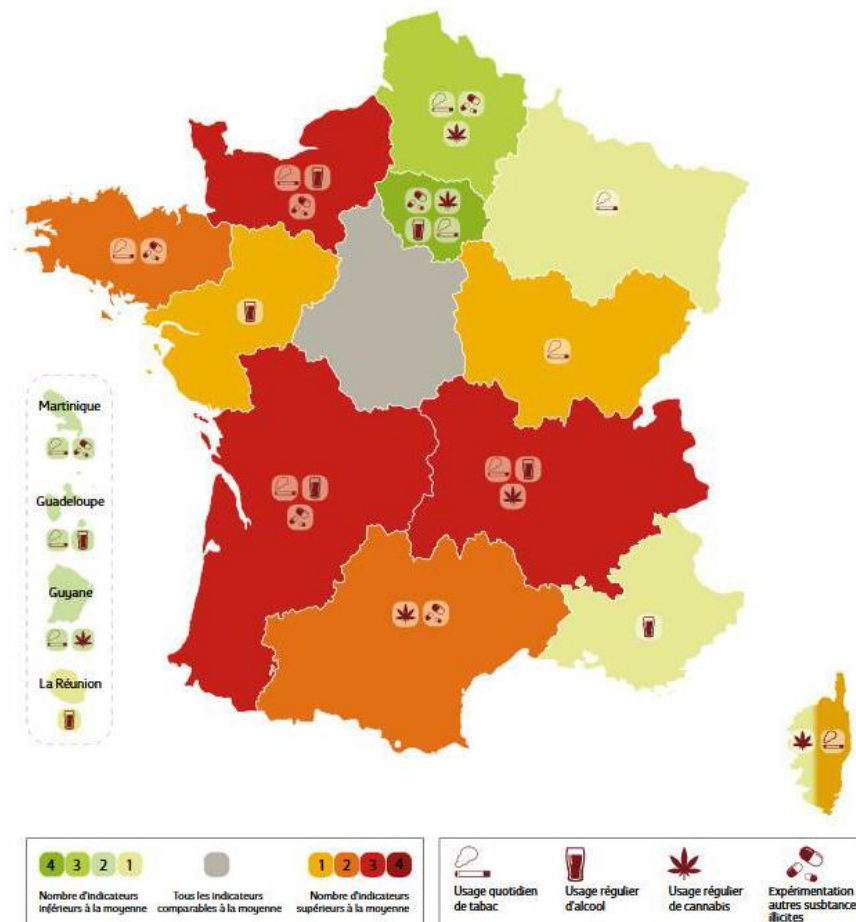 Martinique
Guadeloupe
Guyane
La Réunion
4 3 2 1
Nombre d'indicateurs
inférieurs à la moyenne
Tous les indicateurs
comparables à la moyenne
1 2 3 4
Nombre d'indicateurs
supérieurs à la moyenne
Usage quotidien
de tabac
Usage régulier
d'alcool
Usage régulier
de cannabis
Expérimentation
autres susbtance
illicites